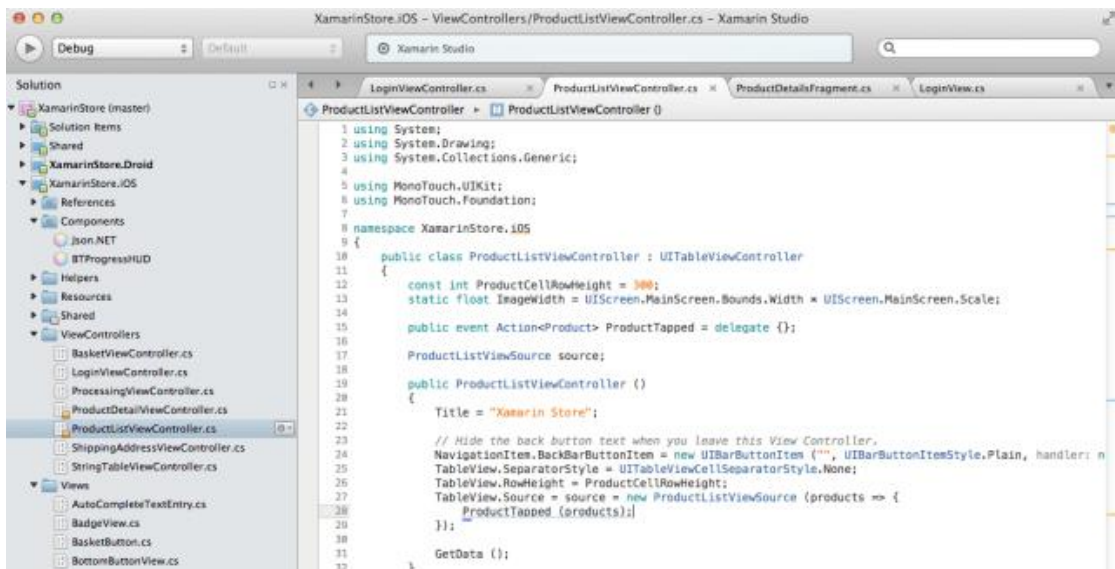 XamarinStore.iOS – ViewControllers/ProductListViewController.cs – Xamarin Studio
Debug
Default
Xamarin Studio
Solution
LoginViewController.cs
ProductListViewController.cs
ProductDetailsFragment.cs
LoginView.cs
XamarinStore (master)
Solution Items
Shared
XamarinStore.Droid
XamarinStore.iOS
References
Components
Json.NET
BTProgressHUD
Helpers
Resources
Shared
ViewControllers
BasketViewController.cs
LoginViewController.cs
ProcessingViewController.cs
ProductDetailViewController.cs
ProductListViewController.cs
ShippingAddressViewController.cs
StringTableViewController.cs
Views
AutoCompleteTextEntry.cs
BadgeView.cs
BasketButton.cs
BottomButtonView.cs
ProductListViewController ▸ ProductListViewController ()
1 using System;
2 using System.Drawing;
3 using System.Collections.Generic;
4
5 using MonoTouch.UIKit;
6 using MonoTouch.Foundation;
7
8 namespace XamarinStore.iOS
9 {
10 public class ProductListViewController : UITableViewController
11 {
12 const int ProductCellRowHeight = 300;
13 static float ImageWidth = UIScreen.MainScreen.Bounds.Width * UIScreen.MainScreen.Scale;
14
15 public event Action<Product> ProductTapped = delegate {};
16
17 ProductListViewSource source;
18
19 public ProductListViewController ()
20 {
21 Title = "Xamarin Store";
22
23 // Hide the back button text when you leave this View Controller.
24 NavigationItem.BackBarButtonItem = new UIBarButtonItem ("", UIBarButtonItemStyle.Plain, handler: n
25 TableView.SeparatorStyle = UITableViewCellSeparatorStyle.None;
26 TableView.RowHeight = ProductCellRowHeight;
27 TableView.Source = source = new ProductListViewSource (products => {
28 ProductTapped (products);
29 });
30
31 GetData ();
32 }